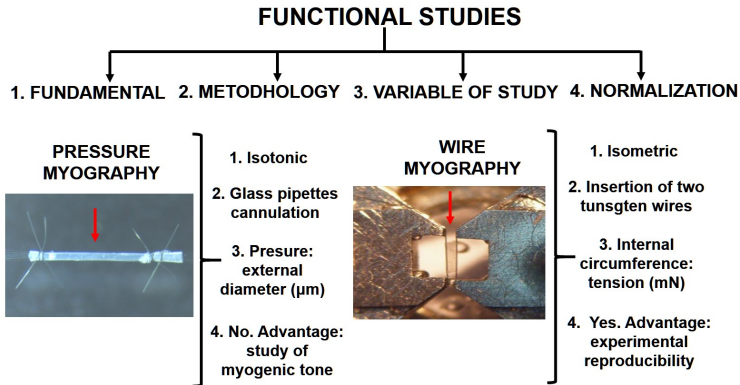 FUNCTIONAL STUDIES
1. FUNDAMENTAL
2. METODHOLOGY
3. VARIABLE OF STUDY
4. NORMALIZATION
PRESSURE
MYOGRAPHY
1. Isotonic
2. Glass pipettes
cannulation
3. Presure:
external
diameter (µm)
4. No. Advantage:
study of
myogenic tone
WIRE
MYOGRAPHY
1. Isometric
2. Insertion of two
tunsgten wires
3. Internal
circumference:
tension (mN)
4. Yes. Advantage:
experimental
reproducibility